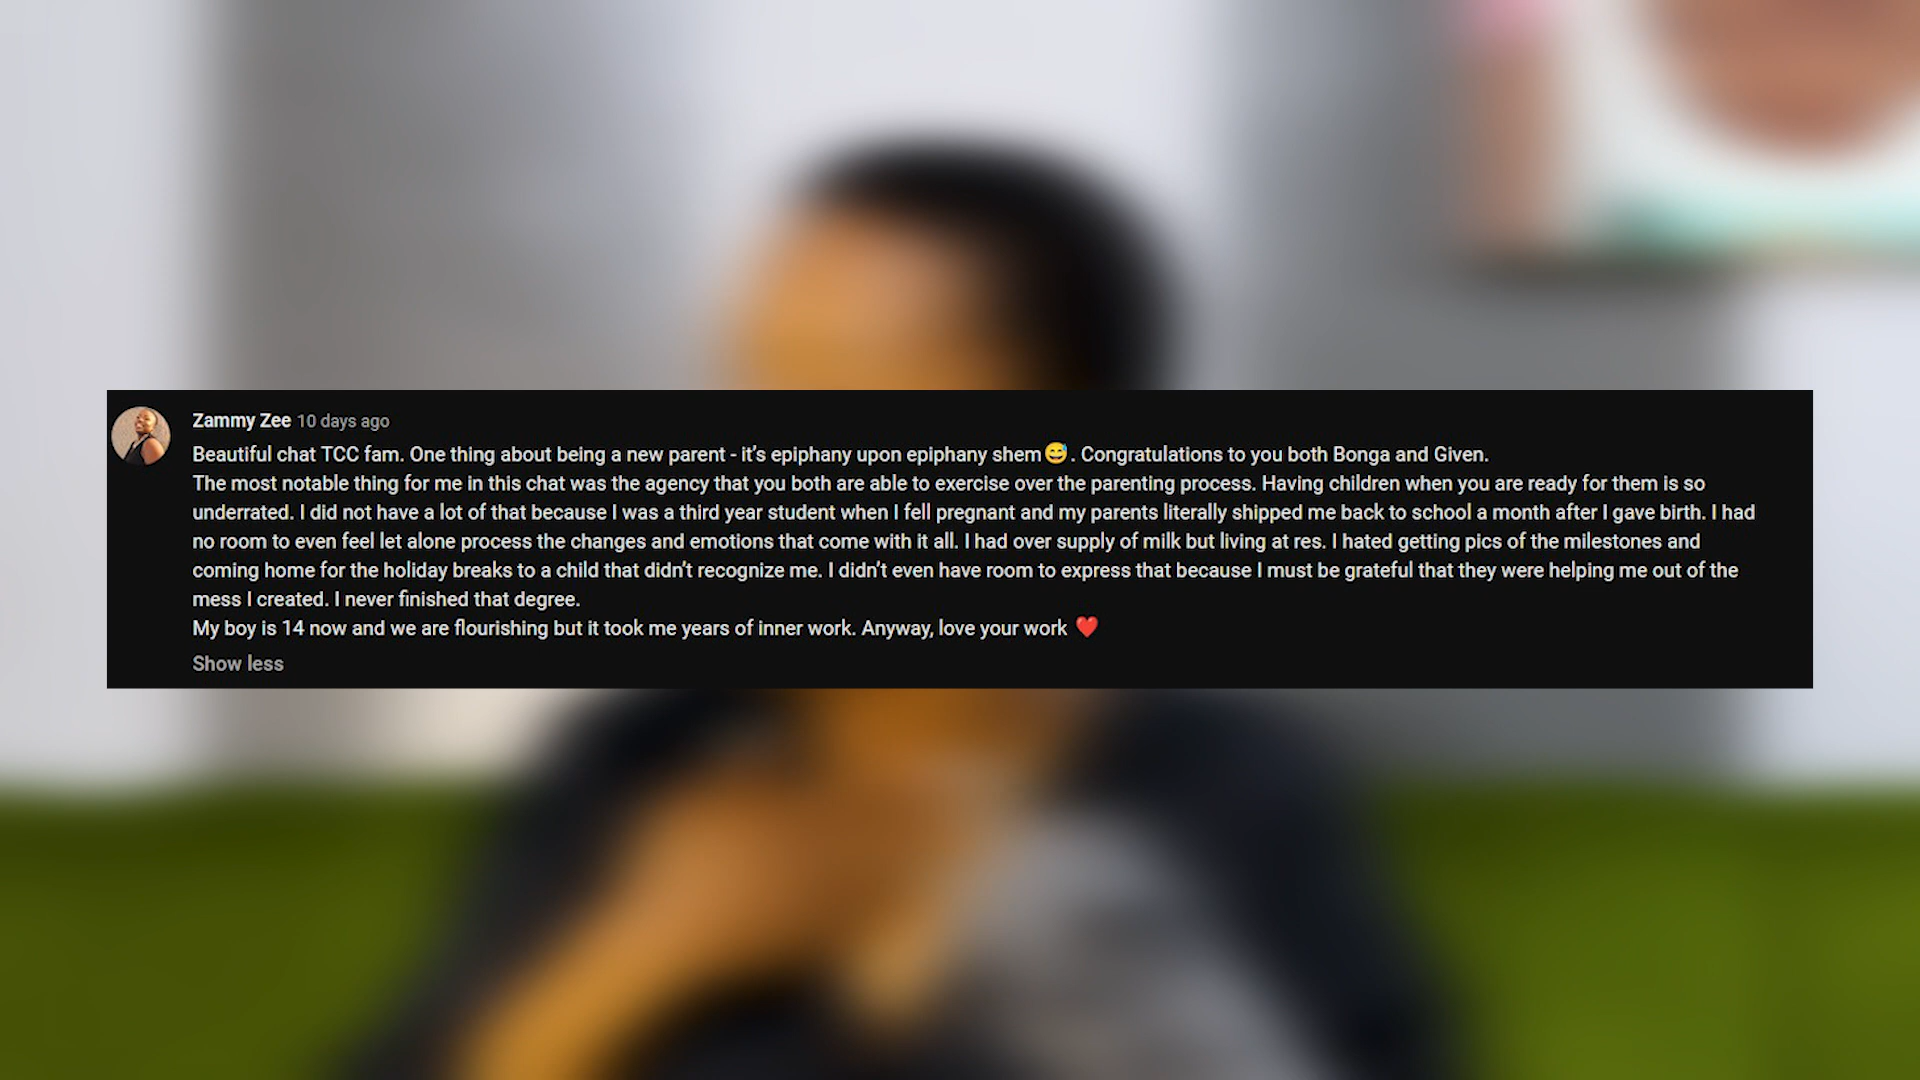 Zammy Zee 10 days ago
Beautiful chat TCC fam. One thing about being a new parent - it’s epiphany upon epiphany shem😅. Congratulations to you both Bonga and Given.
The most notable thing for me in this chat was the agency that you both are able to exercise over the parenting process. Having children when you are ready for them is so
underrated. I did not have a lot of that because I was a third year student when I fell pregnant and my parents literally shipped me back to school a month after I gave birth. I had
no room to even feel let alone process the changes and emotions that come with it all. I had over supply of milk but living at res. I hated getting pics of the milestones and
coming home for the holiday breaks to a child that didn’t recognize me. I didn’t even have room to express that because I must be grateful that they were helping me out of the
mess I created. I never finished that degree.
My boy is 14 now and we are flourishing but it took me years of inner work. Anyway, love your work ❤️
Show less